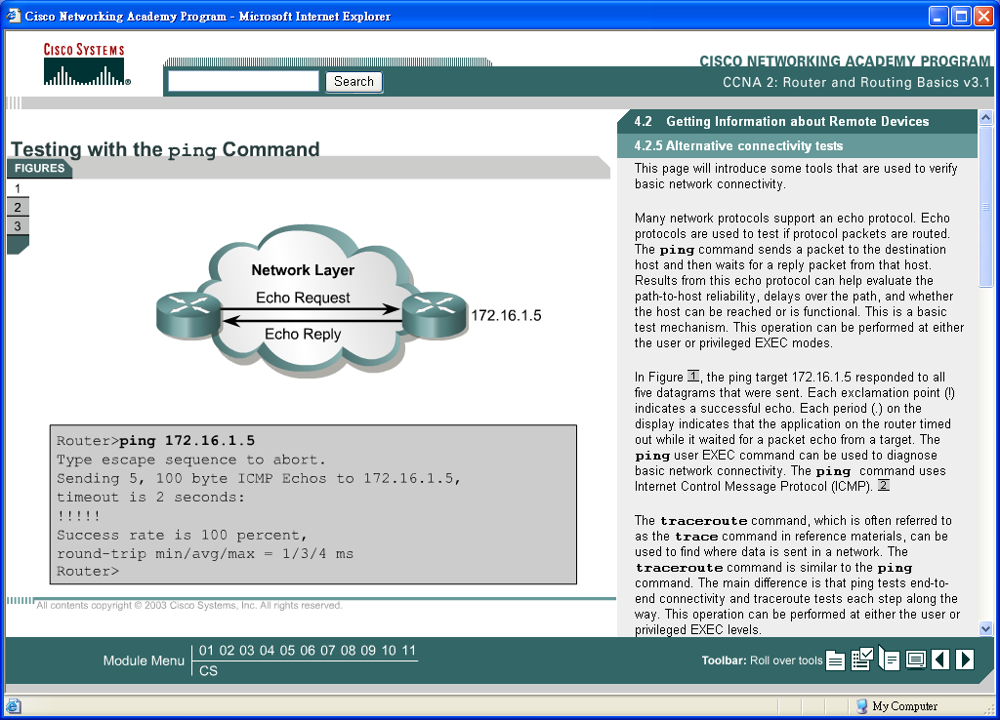 Cisco Networking Academy Program - Microsoft Internet Explorer
CISCO SYSTEMS
®
Search
CISCO NETWORKING ACADEMY PROGRAM
CCNA 2: Router and Routing Basics v3.1
Testing with the ping Command
FIGURES
1
2
3
Network Layer
Echo Request
Echo Reply
172.16.1.5
Router>ping 172.16.1.5
Type escape sequence to abort.
Sending 5, 100 byte ICMP Echos to 172.16.1.5,
timeout is 2 seconds:
!!!!!
Success rate is 100 percent,
round-trip min/avg/max = 1/3/4 ms
Router>
All contents copyright © 2003 Cisco Systems, Inc. All rights reserved.
4.2 Getting Information about Remote Devices
4.2.5 Alternative connectivity tests
This page will introduce some tools that are used to verify
basic network connectivity.
Many network protocols support an echo protocol. Echo
protocols are used to test if protocol packets are routed.
The ping command sends a packet to the destination
host and then waits for a reply packet from that host.
Results from this echo protocol can help evaluate the
path-to-host reliability, delays over the path, and whether
the host can be reached or is functional. This is a basic
test mechanism. This operation can be performed at either
the user or privileged EXEC modes.
In Figure 1, the ping target 172.16.1.5 responded to all
five datagrams that were sent. Each exclamation point (!)
indicates a successful echo. Each period (.) on the
display indicates that the application on the router timed
out while it waited for a packet echo from a target. The
ping user EXEC command can be used to diagnose
basic network connectivity. The ping command uses
Internet Control Message Protocol (ICMP). 2
The traceroute command, which is often referred to
as the trace command in reference materials, can be
used to find where data is sent in a network. The
traceroute command is similar to the ping
command. The main difference is that ping tests end-to-
end connectivity and traceroute tests each step along the
way. This operation can be performed at either the user or
privileged EXEC levels.
Module Menu
01 02 03 04 05 06 07 08 09 10 11
CS
Toolbar: Roll over tools
My Computer